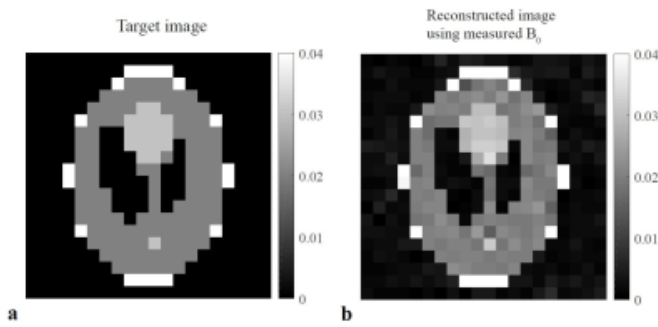 Target image
0.04
0.03
0.02
0.01
0
a
Reconstructed image
using measured B₀
0.04
0.03
0.02
0.01
0
b